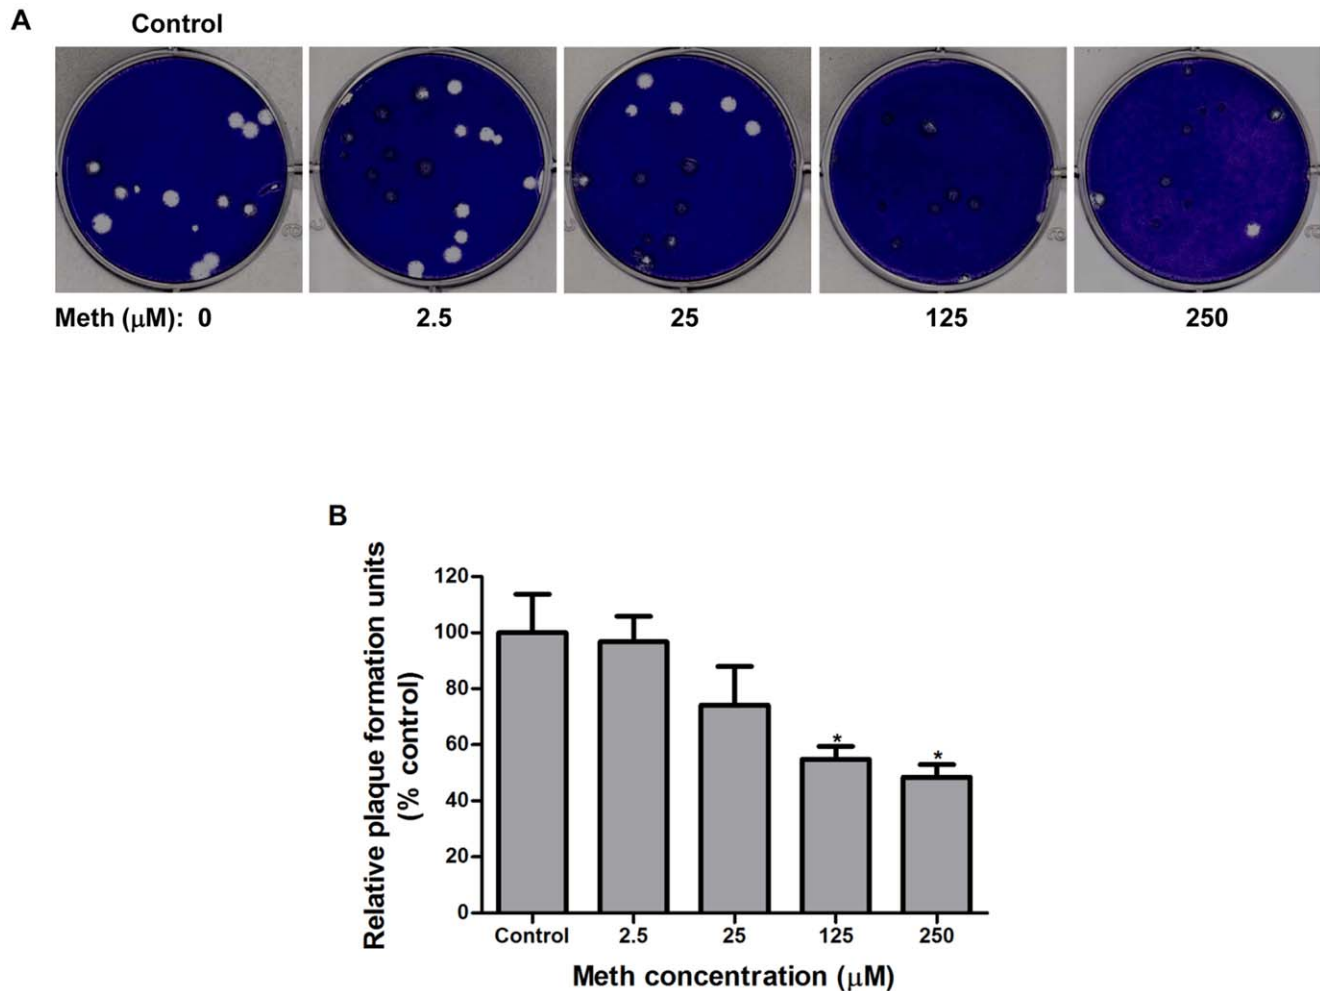 A
Control
Meth (μM): 0 2.5 25 125 250
B
Relative plaque formation units
(% control)
120
100
80
60
40
20
0
* *
Control 2.5 25 125 250
Meth concentration (μM)